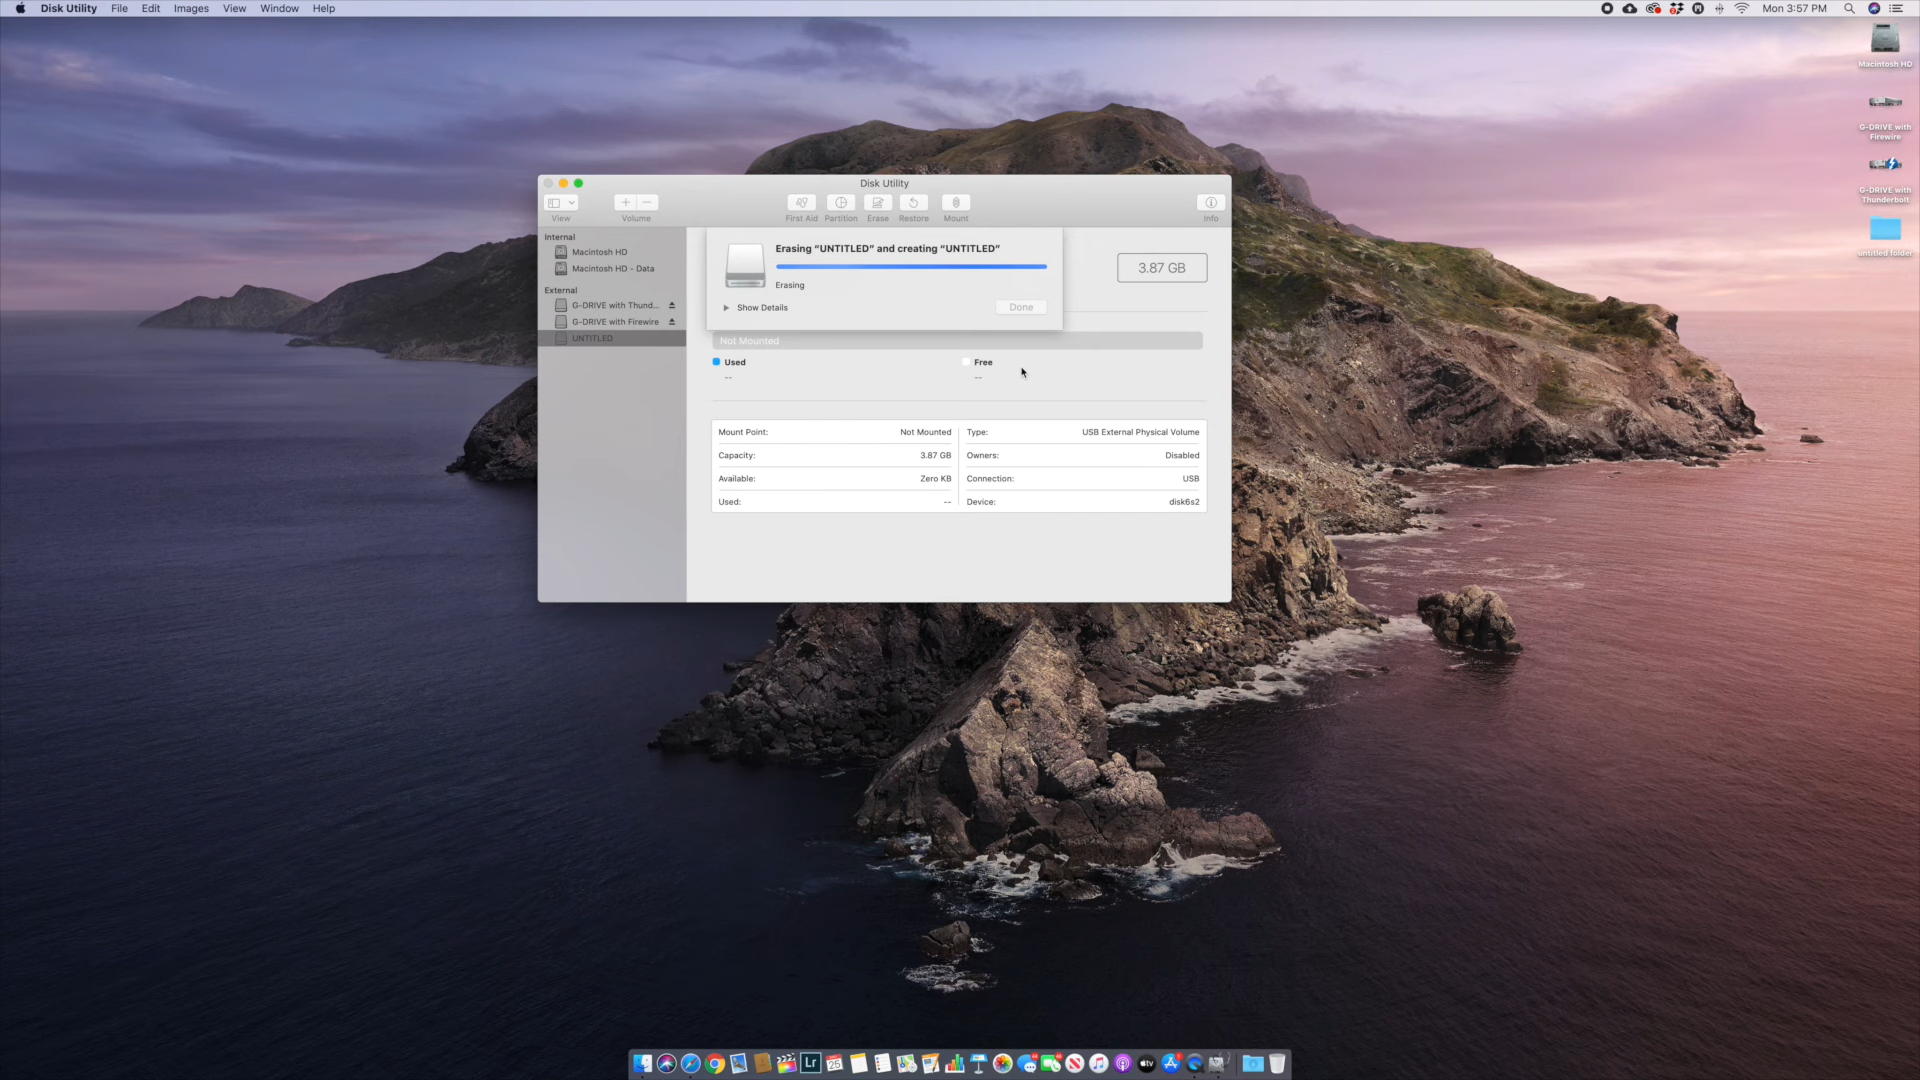 Disk Utility File Edit Images View Window Help
Mon 3:57 PM
Macintosh HD
G-DRIVE with
Firewire
G-DRIVE with
Thunderbolt
untitled folder
Disk Utility
View Volume First Aid Partition Erase Restore Mount Info
Internal
Macintosh HD
Macintosh HD - Data
External
G-DRIVE with Thund...
G-DRIVE with Firewire
UNTITLED
Erasing “UNTITLED” and creating “UNTITLED”
Erasing
Show Details
Done
3.87 GB
Not Mounted
Used
--
Free
--
Mount Point: Not Mounted
Capacity: 3.87 GB
Available: Zero KB
Used: --
Type: USB External Physical Volume
Owners: Disabled
Connection: USB
Device: disk6s2
Lr
25
tv